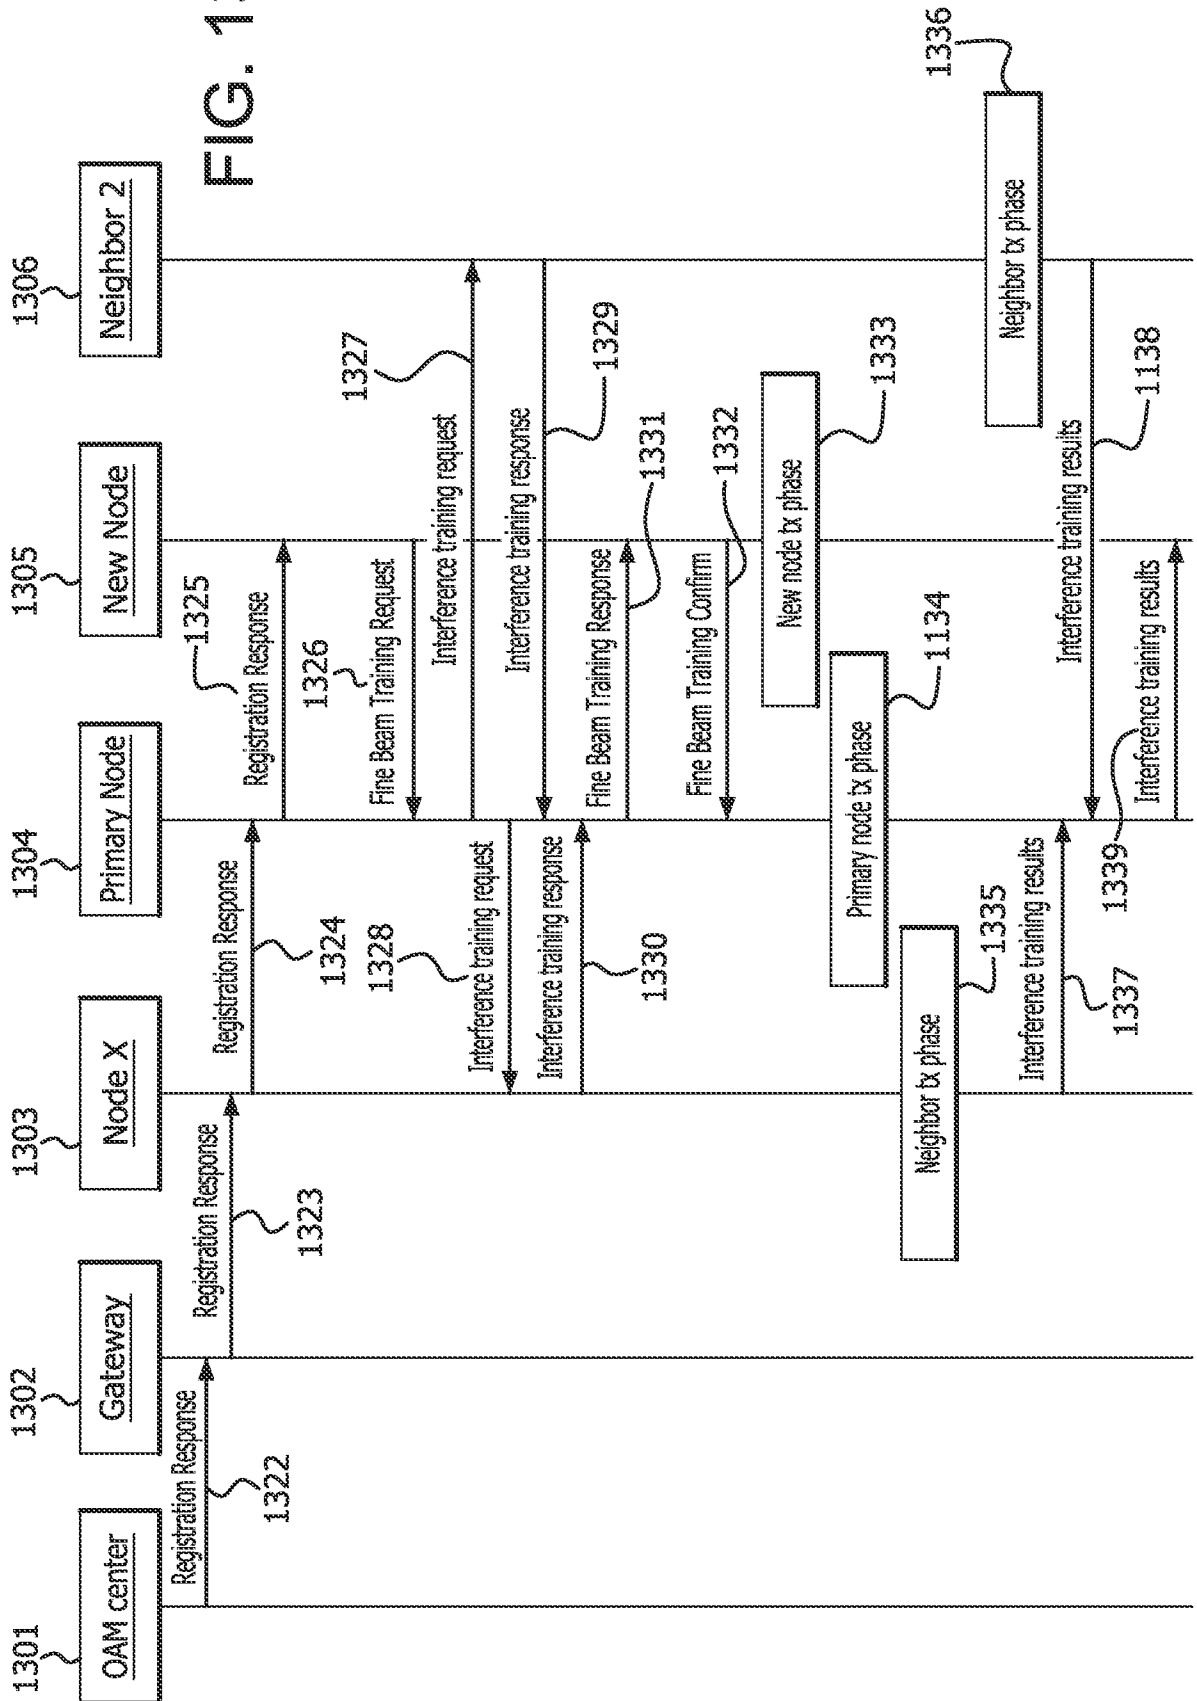 FIG. 1
1301
1302
1303
1304
1305
1306
OAM center
Gateway
Node X
Primary Node
New Node
Neighbor 2
Registration Response
1322
Registration Response
1323
Registration Response
1324
Registration Response
1325
1326
Fine Beam Training Request
Interference training request
1327
1328
Interference training request
Interference training response
1329
Interference training response
1330
Fine Beam Training Response
1331
Fine Beam Training Confirm
1332
New node tx phase
1333
Primary node tx phase
1134
Neighbor tx phase
1335
Neighbor tx phase
1336
Interference training results
1337
Interference training results
1138
1339
Interference training results